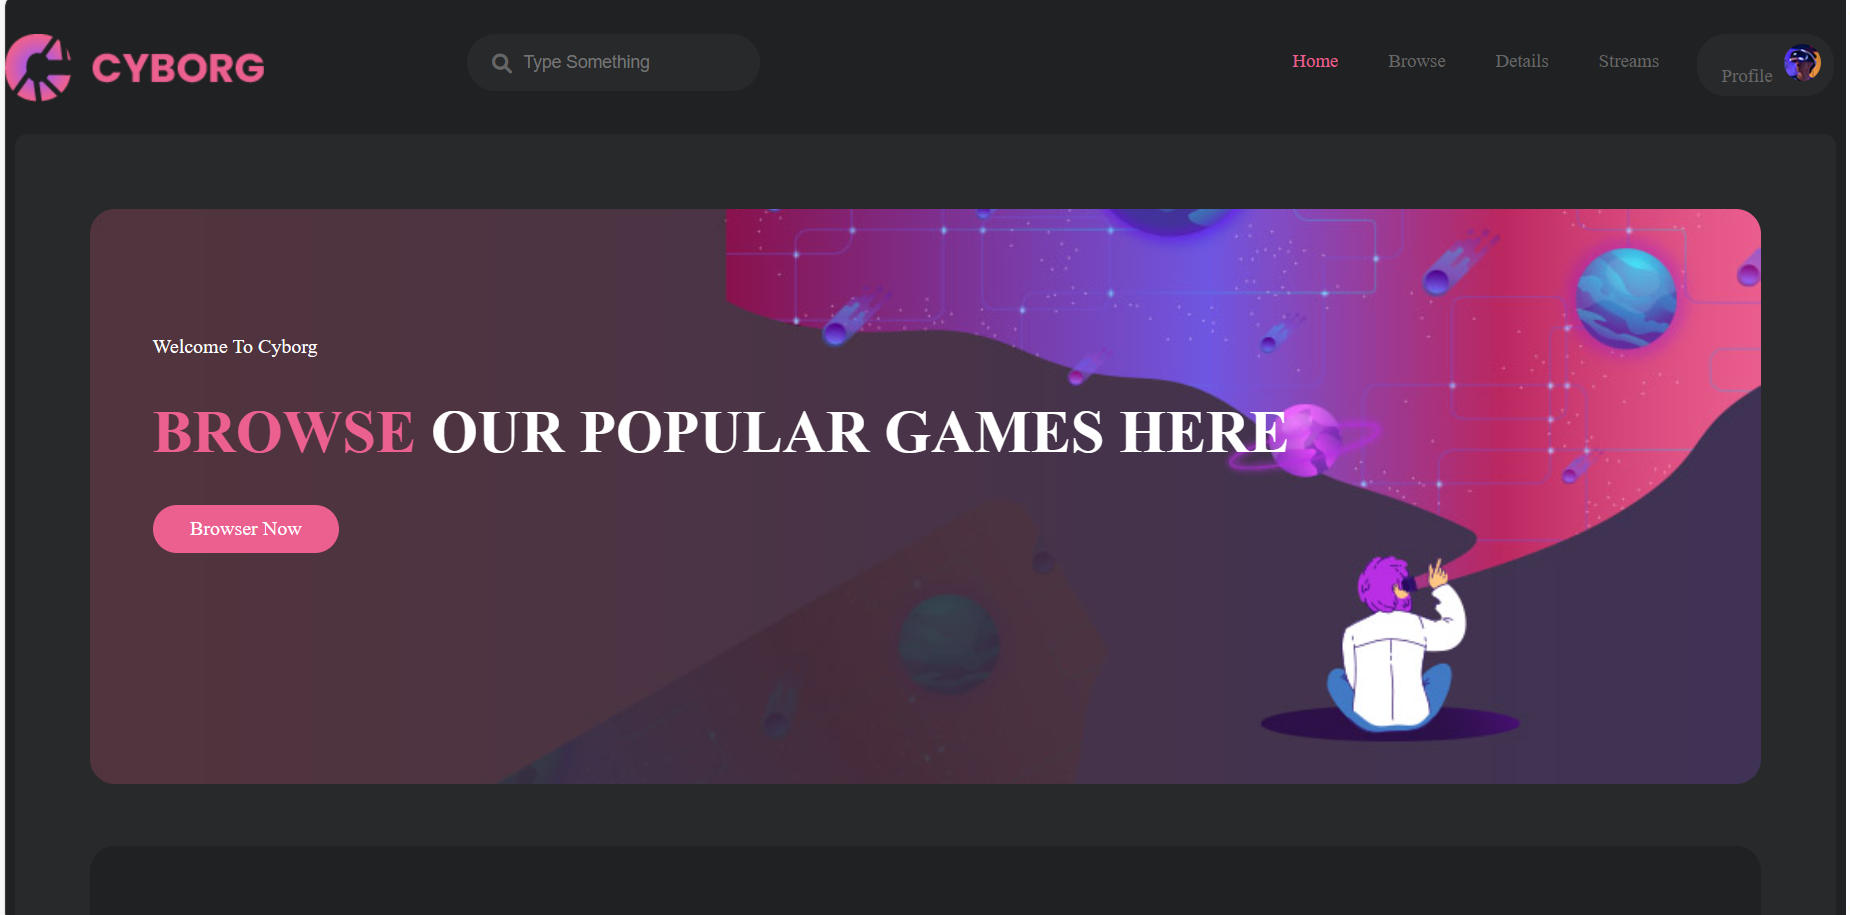 CYBORG
Type Something
Home
Browse
Details
Streams
Profile
Welcome To Cyborg
BROWSE OUR POPULAR GAMES HERE
Browser Now